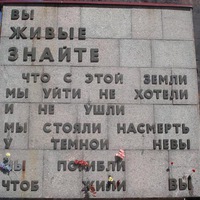 ВЫ
ЖИВЫЕ
ЗНАЙТЕ
ЧТО С ЭТОЙ ЗЕМЛИ
МЫ УЙТИ НЕ ХОТЕЛИ
И НЕ УШЛИ
МЫ СТОЯЛИ НАСМЕРТЬ
У ТЕМНОЙ НЕВЫ
МЫ ПОГИБЛИ
ЧТОБ ЖИЛИ ВЫ